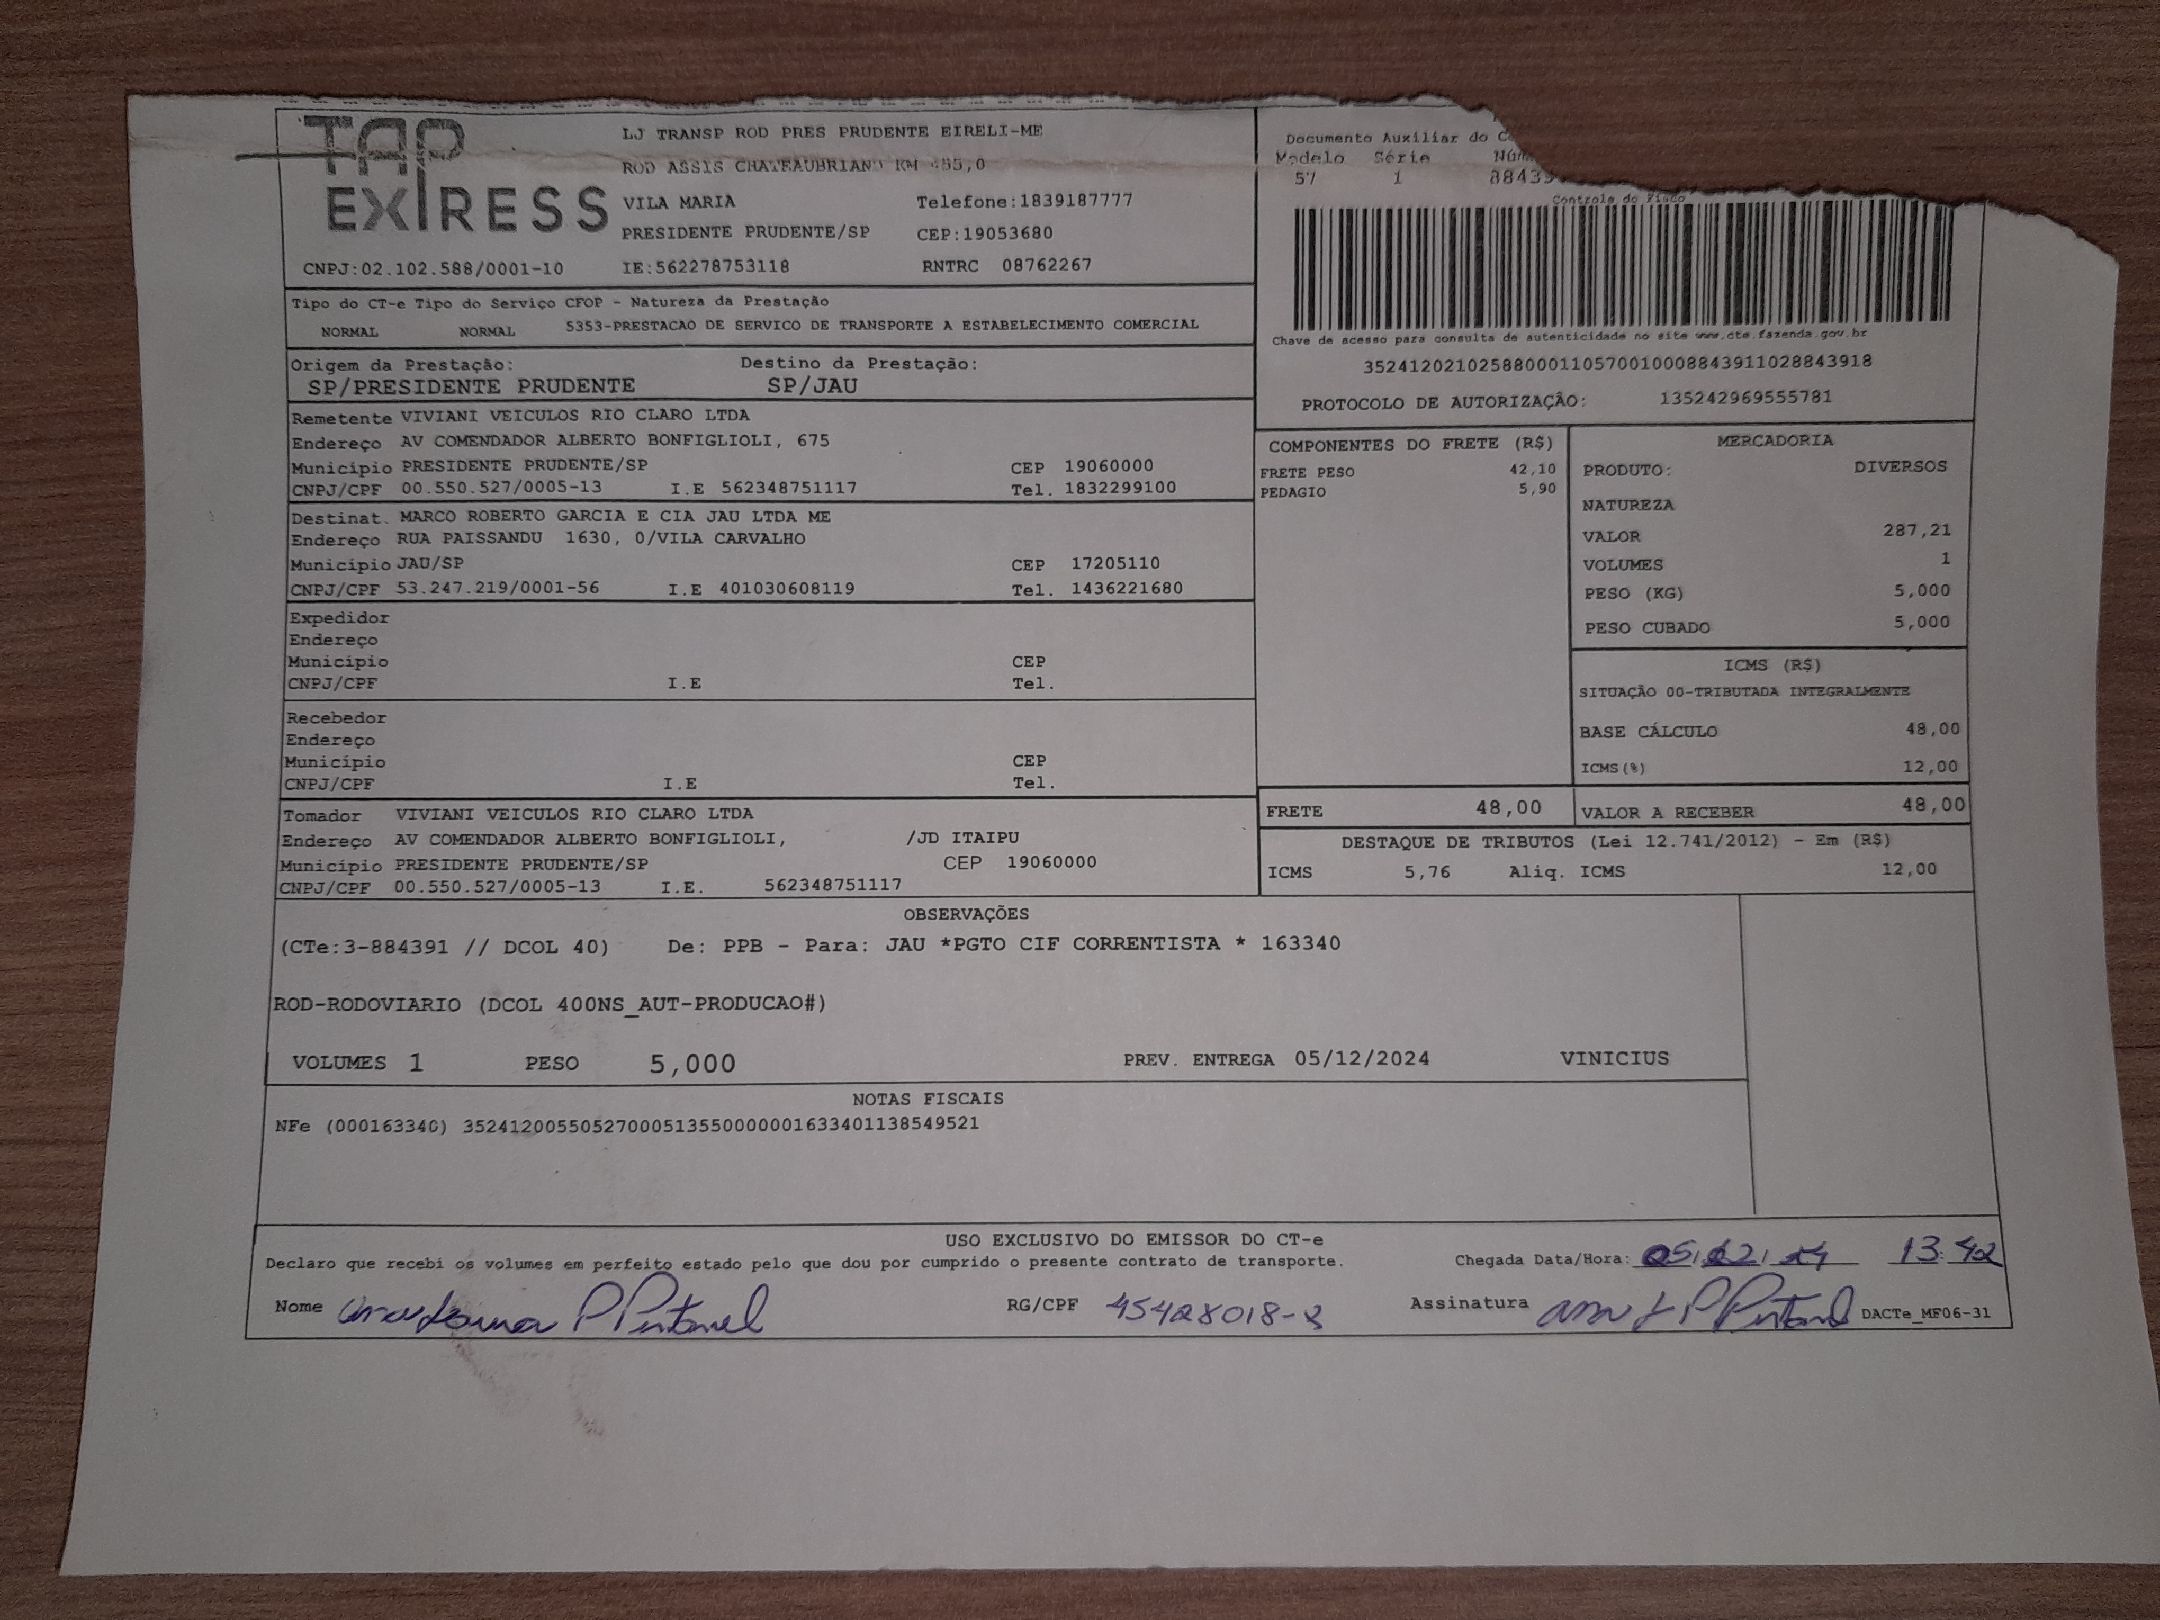 TAP EXPRESS
LJ TRANSP ROD PRES PRUDENTE EIRELI-ME
ROD ASSIS CHATEAUBRIAND KM 455,0
VILA MARIA Telefone:1839187777
PRESIDENTE PRUDENTE/SP CEP:19053680
CNPJ:02.102.588/0001-10 IE:562278753118 RNTRC 08762267
Documento Auxiliar do
Modelo Série
57 1 88439
Controle do Fisco
Chave de acesso para consulta de autenticidade no site www.cte.fazenda.gov.br
35241202102588000110570010008843911028843918
PROTOCOLO DE AUTORIZAÇÃO: 135242969555781
Tipo do CT-e Tipo do Serviço CFOP - Natureza da Prestação
NORMAL NORMAL 5353-PRESTACAO DE SERVICO DE TRANSPORTE A ESTABELECIMENTO COMERCIAL
Origem da Prestação: Destino da Prestação:
SP/PRESIDENTE PRUDENTE SP/JAU
Remetente VIVIANI VEICULOS RIO CLARO LTDA
Endereço AV COMENDADOR ALBERTO BONFIGLIOLI, 675
Município PRESIDENTE PRUDENTE/SP CEP 19060000
CNPJ/CPF 00.550.527/0005-13 I.E 562348751117 Tel. 1832299100
Destinat. MARCO ROBERTO GARCIA E CIA JAU LTDA ME
Endereço RUA PAISSANDU 1630, 0/VILA CARVALHO
Município JAU/SP CEP 17205110
CNPJ/CPF 53.247.219/0001-56 I.E 401030608119 Tel. 1436221680
Expedidor
Endereço
Município CEP
CNPJ/CPF I.E Tel.
Recebedor
Endereço
Município CEP
CNPJ/CPF I.E Tel.
Tomador VIVIANI VEICULOS RIO CLARO LTDA
Endereço AV COMENDADOR ALBERTO BONFIGLIOLI, /JD ITAIPU
Município PRESIDENTE PRUDENTE/SP CEP 19060000
CNPJ/CPF 00.550.527/0005-13 I.E. 562348751117
COMPONENTES DO FRETE (R$)
FRETE PESO 42,10
PEDAGIO 5,90
MERCADORIA
PRODUTO: DIVERSOS
NATUREZA
VALOR 287,21
VOLUMES 1
PESO (KG) 5,000
PESO CUBADO 5,000
ICMS (R$)
SITUAÇÃO 00-TRIBUTADA INTEGRALMENTE
BASE CÁLCULO 48,00
ICMS(%) 12,00
FRETE 48,00 VALOR A RECEBER 48,00
DESTAQUE DE TRIBUTOS (Lei 12.741/2012) - Em (R$)
ICMS 5,76 Aliq. ICMS 12,00
OBSERVAÇÕES
(CTe:3-884391 // DCOL 40) De: PPB - Para: JAU *PGTO CIF CORRENTISTA * 163340
ROD-RODOVIARIO (DCOL 400NS_AUT-PRODUCAO#)
VOLUMES 1 PESO 5,000 PREV. ENTREGA 05/12/2024 VINICIUS
NOTAS FISCAIS
NFe (000163340) 35241200550527000513550000001633401138549521
USO EXCLUSIVO DO EMISSOR DO CT-e
Declaro que recebi os volumes em perfeito estado pelo que dou por cumprido o presente contrato de transporte. Chegada Data/Hora: 05,12,24 13:42
Nome RG/CPF 45428018-8 Assinatura DACTe_MF06-31